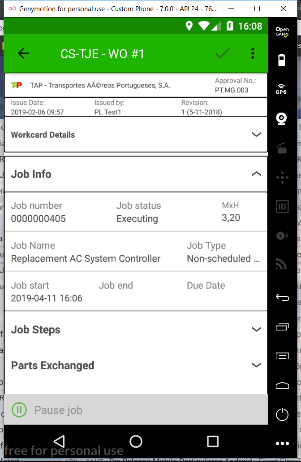 Genymotion for personal use - Custom Phone - 7.0.0 - API 24 - 76...
16:08
CS-TJE - WO #1
Open
GAPPS
TAP - Transportes AÃ©reos Portugueses, S.A.
Approval No.:
PT.MG.003
Issue Date:
Issued by:
Revision:
2019-02-06 09:57
PL Test1
1 (5-11-2018)
Workcard Details
GPS
Job Info
Job number
Job status
MxH
0000000405
Executing
3,20
ID
Job Name
Job Type
Replacement AC System Controller
Non-scheduled ...
Job start
Job end
Due Date
2019-04-11 16:06
Job Steps
Parts Exchanged
Pause job
free for personal use